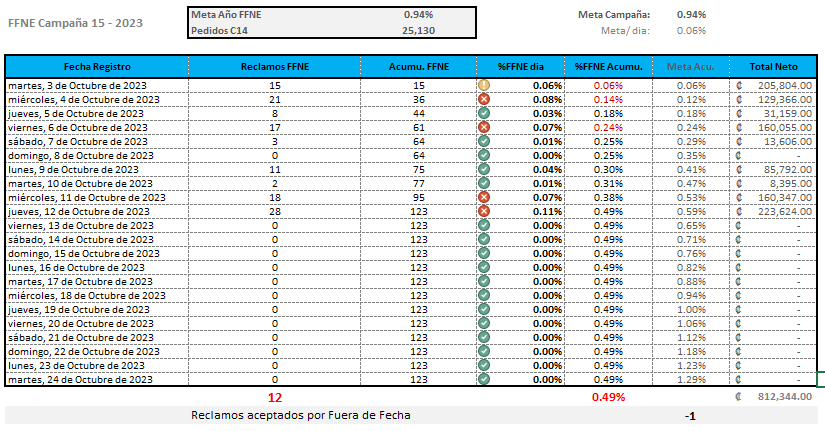 FFNE Campaña 15 - 2023
Meta Año FFNE 0.94%
Pedidos C14 25,130
Meta Campaña: 0.94%
Meta/ dia: 0.06%
Fecha Registro Reclamos FFNE Acumu. FFNE %FFNE dia %FFNE Acumu. Meta Acu. Total Neto
martes, 3 de Octubre de 2023 15 15 0.06% 0.06% 0.06% ₡ 205,804.00
miércoles, 4 de Octubre de 2023 21 36 0.08% 0.14% 0.12% ₡ 129,366.00
jueves, 5 de Octubre de 2023 8 44 0.03% 0.18% 0.18% ₡ 31,159.00
viernes, 6 de Octubre de 2023 17 61 0.07% 0.24% 0.24% ₡ 160,055.00
sábado, 7 de Octubre de 2023 3 64 0.01% 0.25% 0.29% ₡ 13,606.00
domingo, 8 de Octubre de 2023 0 64 0.00% 0.25% 0.35% ₡ -
lunes, 9 de Octubre de 2023 11 75 0.04% 0.30% 0.41% ₡ 85,792.00
martes, 10 de Octubre de 2023 2 77 0.01% 0.31% 0.47% ₡ 8,395.00
miércoles, 11 de Octubre de 2023 18 95 0.07% 0.38% 0.53% ₡ 160,347.00
jueves, 12 de Octubre de 2023 28 123 0.11% 0.49% 0.59% ₡ 223,624.00
viernes, 13 de Octubre de 2023 0 123 0.00% 0.49% 0.65% ₡ -
sábado, 14 de Octubre de 2023 0 123 0.00% 0.49% 0.71% ₡ -
domingo, 15 de Octubre de 2023 0 123 0.00% 0.49% 0.76% ₡ -
lunes, 16 de Octubre de 2023 0 123 0.00% 0.49% 0.82% ₡ -
martes, 17 de Octubre de 2023 0 123 0.00% 0.49% 0.88% ₡ -
miércoles, 18 de Octubre de 2023 0 123 0.00% 0.49% 0.94% ₡ -
jueves, 19 de Octubre de 2023 0 123 0.00% 0.49% 1.00% ₡ -
viernes, 20 de Octubre de 2023 0 123 0.00% 0.49% 1.06% ₡ -
sábado, 21 de Octubre de 2023 0 123 0.00% 0.49% 1.12% ₡ -
domingo, 22 de Octubre de 2023 0 123 0.00% 0.49% 1.18% ₡ -
lunes, 23 de Octubre de 2023 0 123 0.00% 0.49% 1.23% ₡ -
martes, 24 de Octubre de 2023 0 123 0.00% 0.49% 1.29% ₡ -
12 0.49% ₡ 812,344.00
Reclamos aceptados por Fuera de Fecha -1